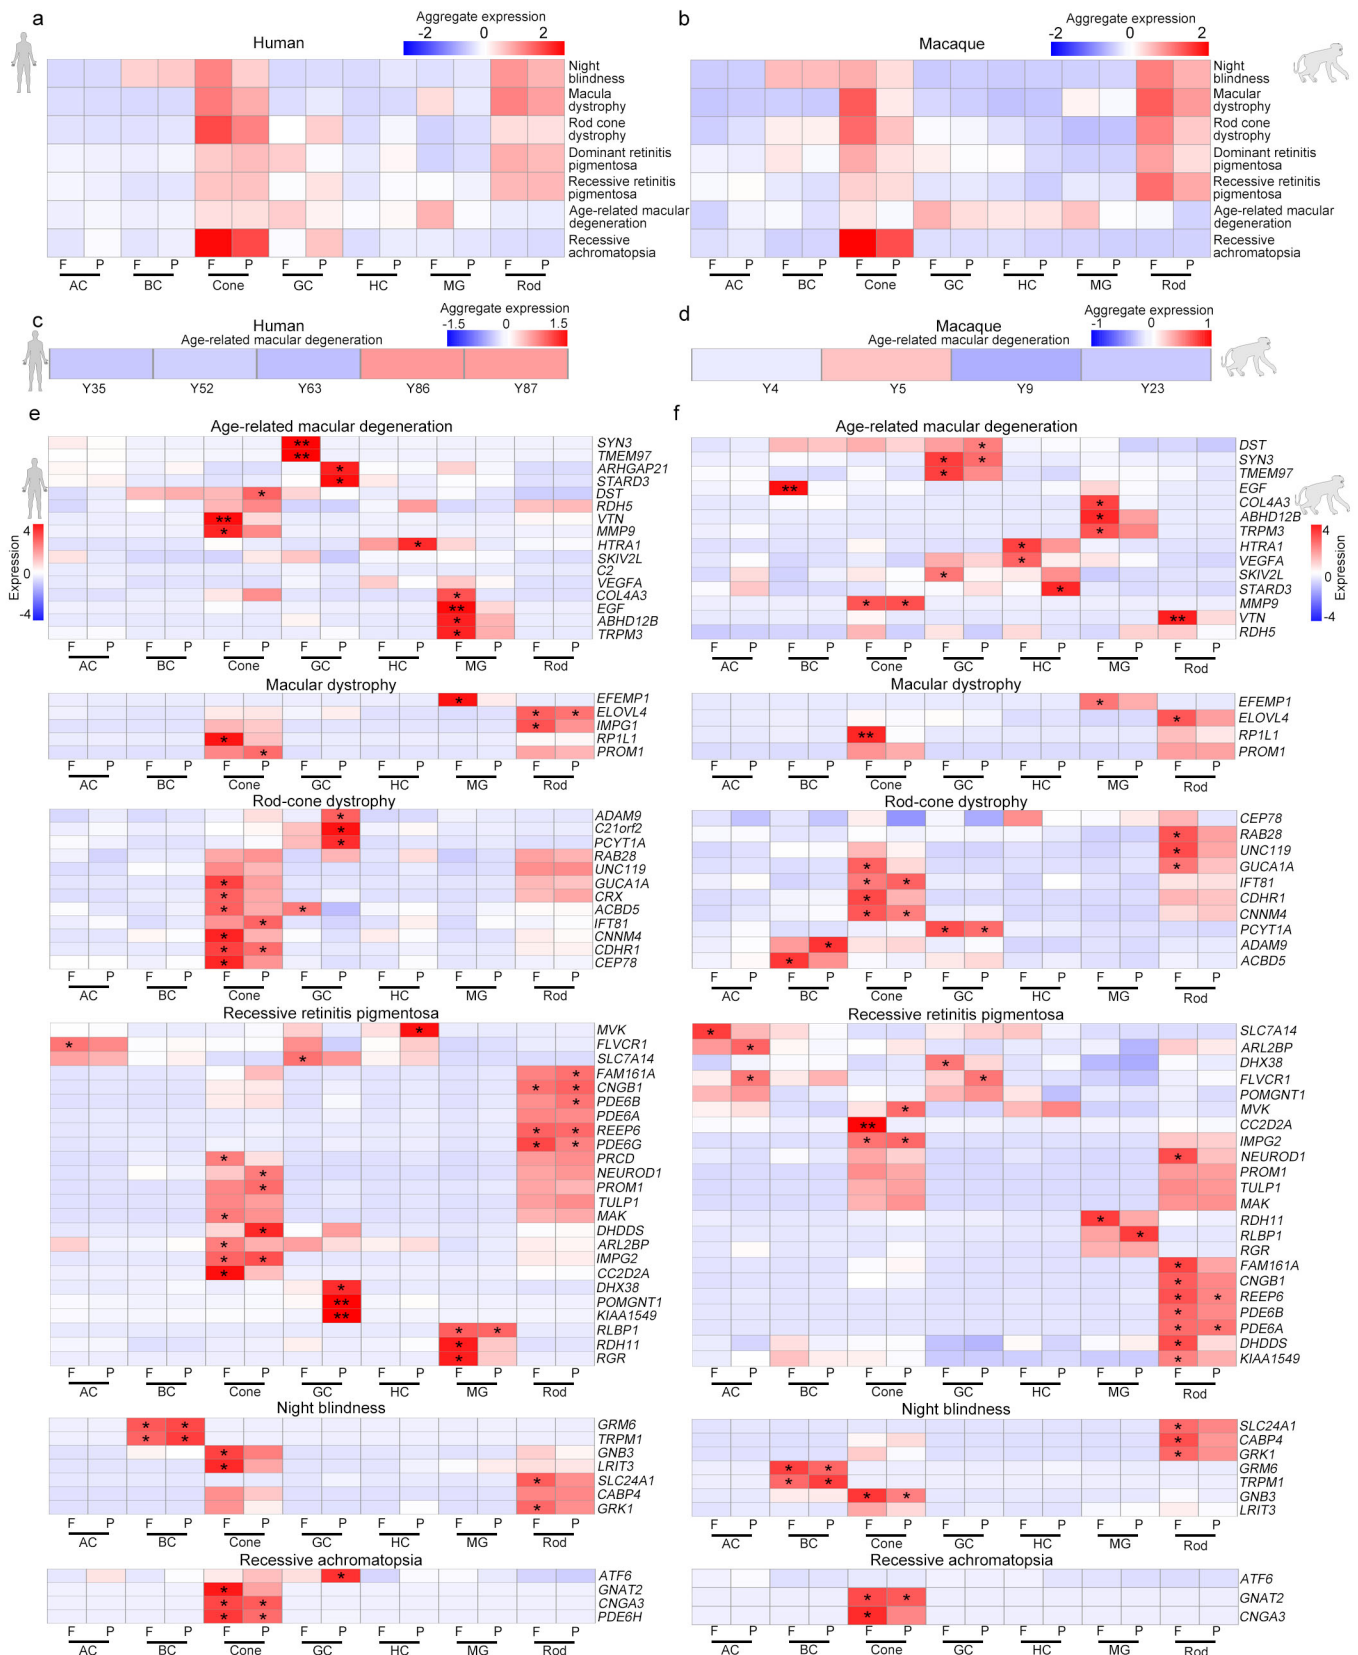 a
Aggregate expression
-2 0 2
Human
Night blindness
Macula dystrophy
Rod cone dystrophy
Dominant retinitis pigmentosa
Recessive retinitis pigmentosa
Age-related macular degeneration
Recessive achromatopsia
F P F P F P F P F P F P F P
AC BC Cone GC HC MG Rod
b
Aggregate expression
-2 0 2
Macaque
Night blindness
Macular dystrophy
Rod cone dystrophy
Dominant retinitis pigmentosa
Recessive retinitis pigmentosa
Age-related macular degeneration
Recessive achromatopsia
F P F P F P F P F P F P F P
AC BC Cone GC HC MG Rod
c
Human
Age-related macular degeneration
Aggregate expression
-1.5 0 1.5
Y35 Y52 Y63 Y86 Y87
d
Macaque
Age-related macular degeneration
Aggregate expression
-1 0 1
Y4 Y5 Y9 Y23
e
Expression
4
0
-4
Age-related macular degeneration
SYN3
TMEM97
ARHGAP21
STARD3
DST
RDH5
VTN
MMP9
HTRA1
SKIV2L
C2
VEGFA
COL4A3
EGF
ABHD12B
TRPM3
F P F P F P F P F P F P F P
AC BC Cone GC HC MG Rod
Macular dystrophy
EFEMP1
ELOVL4
IMPG1
RP1L1
PROM1
F P F P F P F P F P F P F P
AC BC Cone GC HC MG Rod
Rod-cone dystrophy
ADAM9
C21orf2
PCYT1A
RAB28
UNC119
GUCA1A
CRX
ACBD5
IFT81
CNNM4
CDHR1
CEP78
F P F P F P F P F P F P F P
AC BC Cone GC HC MG Rod
Recessive retinitis pigmentosa
MVK
FLVCR1
SLC7A14
FAM161A
CNGB1
PDE6B
PDE6A
REEP6
PDE6G
PRCD
NEUROD1
PROM1
TULP1
MAK
DHDDS
ARL2BP
IMPG2
CC2D2A
DHX38
POMGNT1
KIAA1549
RLBP1
RDH11
RGR
F P F P F P F P F P F P F P
AC BC Cone GC HC MG Rod
Night blindness
GRM6
TRPM1
GNB3
LRIT3
SLC24A1
CABP4
GRK1
F P F P F P F P F P F P F P
AC BC Cone GC HC MG Rod
Recessive achromatopsia
ATF6
GNAT2
CNGA3
PDE6H
F P F P F P F P F P F P F P
AC BC Cone GC HC MG Rod
f
Age-related macular degeneration
DST
SYN3
TMEM97
EGF
COL4A3
ABHD12B
TRPM3
HTRA1
VEGFA
SKIV2L
STARD3
MMP9
VTN
RDH5
4
0
-4
Expression
F P F P F P F P F P F P F P
AC BC Cone GC HC MG Rod
Macular dystrophy
EFEMP1
ELOVL4
RP1L1
PROM1
F P F P F P F P F P F P F P
AC BC Cone GC HC MG Rod
Rod-cone dystrophy
CEP78
RAB28
UNC119
GUCA1A
IFT81
CDHR1
CNNM4
PCYT1A
ADAM9
ACBD5
F P F P F P F P F P F P F P
AC BC Cone GC HC MG Rod
Recessive retinitis pigmentosa
SLC7A14
ARL2BP
DHX38
FLVCR1
POMGNT1
MVK
CC2D2A
IMPG2
NEUROD1
PROM1
TULP1
MAK
RDH11
RLBP1
RGR
FAM161A
CNGB1
REEP6
PDE6B
PDE6A
DHDDS
KIAA1549
F P F P F P F P F P F P F P
AC BC Cone GC HC MG Rod
Night blindness
SLC24A1
CABP4
GRK1
GRM6
TRPM1
GNB3
LRIT3
F P F P F P F P F P F P F P
AC BC Cone GC HC MG Rod
Recessive achromatopsia
ATF6
GNAT2
CNGA3
F P F P F P F P F P F P F P
AC BC Cone GC HC MG Rod